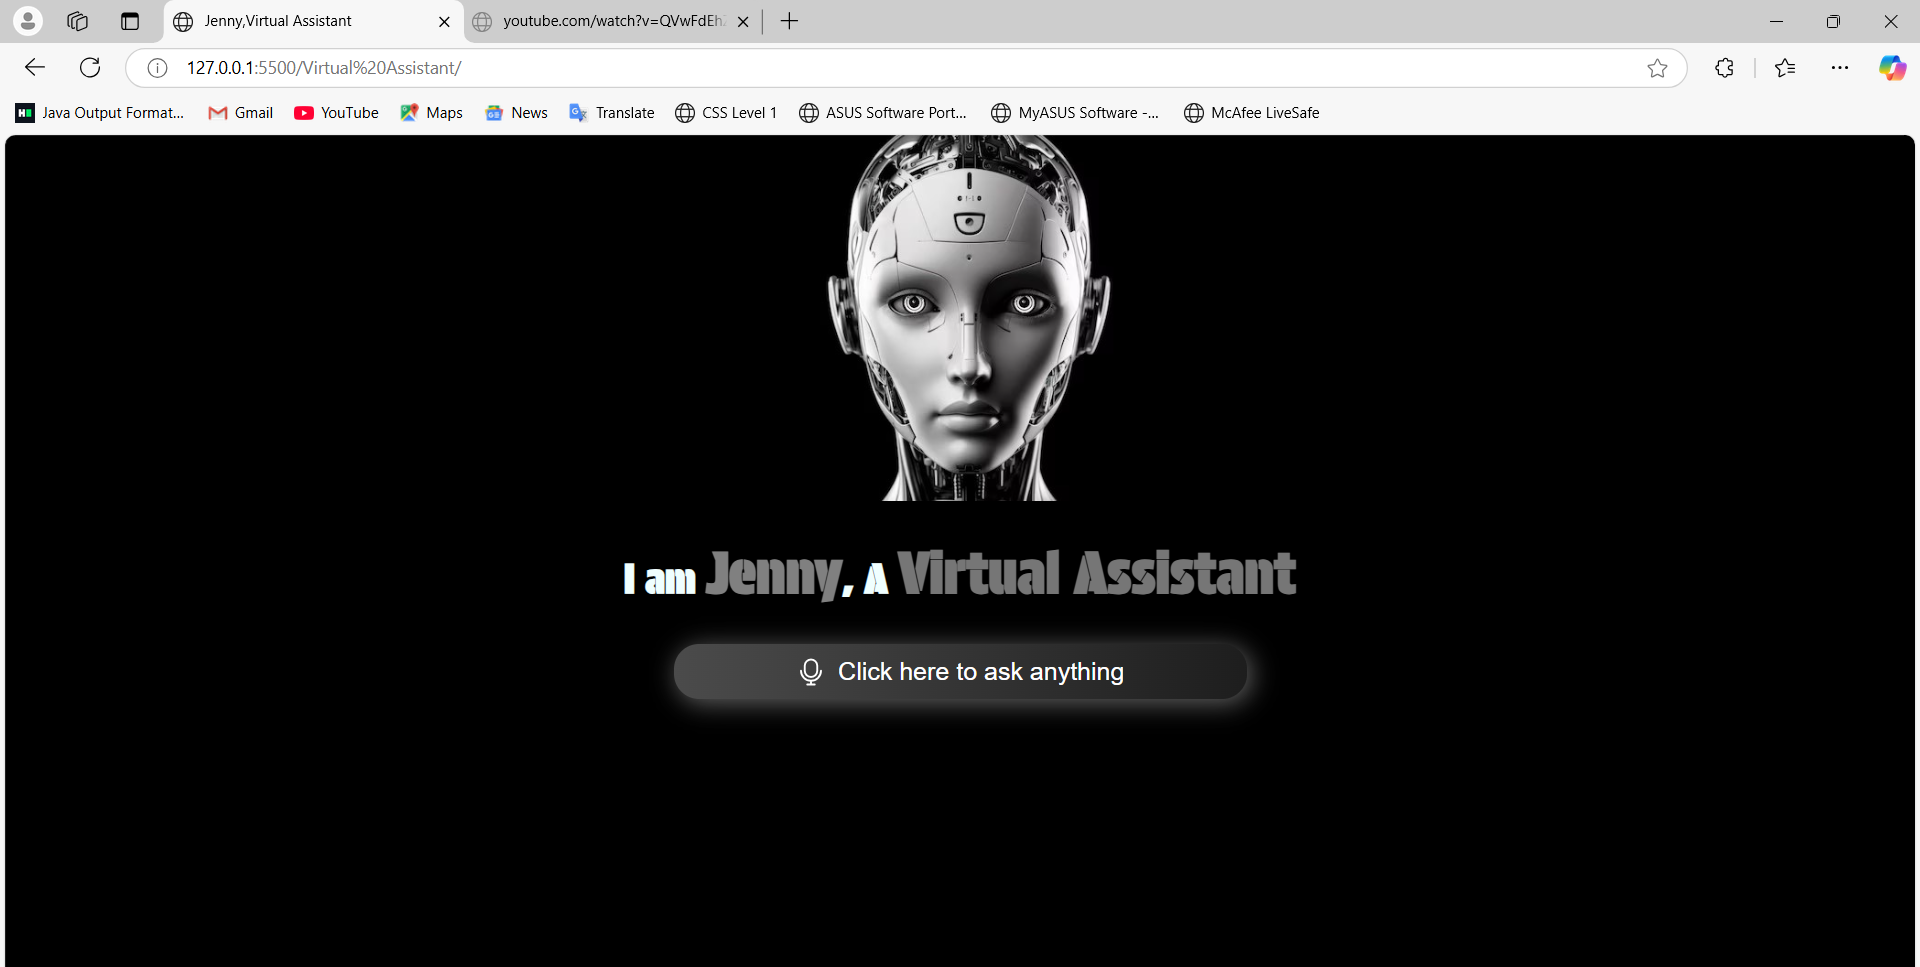 Jenny,Virtual Assistant
youtube.com/watch?v=QVwFdEh
127.0.0.1:5500/Virtual%20Assistant/
Java Output Format... Gmail YouTube Maps News Translate CSS Level 1 ASUS Software Port... MyASUS Software -... McAfee LiveSafe
I am Jenny, A Virtual Assistant
Click here to ask anything